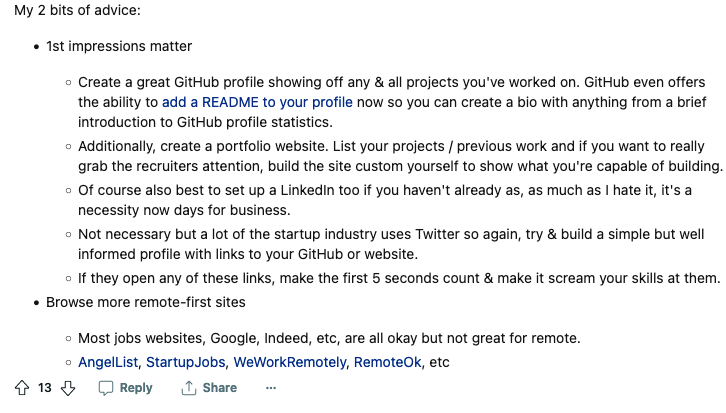 My 2 bits of advice:
• 1st impressions matter
○ Create a great GitHub profile showing off any & all projects you've worked on. GitHub even offers
the ability to add a README to your profile now so you can create a bio with anything from a brief
introduction to GitHub profile statistics.
○ Additionally, create a portfolio website. List your projects / previous work and if you want to really
grab the recruiters attention, build the site custom yourself to show what you're capable of building.
○ Of course also best to set up a LinkedIn too if you haven't already as, as much as I hate it, it's a
necessity now days for business.
○ Not necessary but a lot of the startup industry uses Twitter so again, try & build a simple but well
informed profile with links to your GitHub or website.
○ If they open any of these links, make the first 5 seconds count & make it scream your skills at them.
• Browse more remote-first sites
○ Most jobs websites, Google, Indeed, etc, are all okay but not great for remote.
○ AngelList, StartupJobs, WeWorkRemotely, RemoteOk, etc
13 Reply Share ···